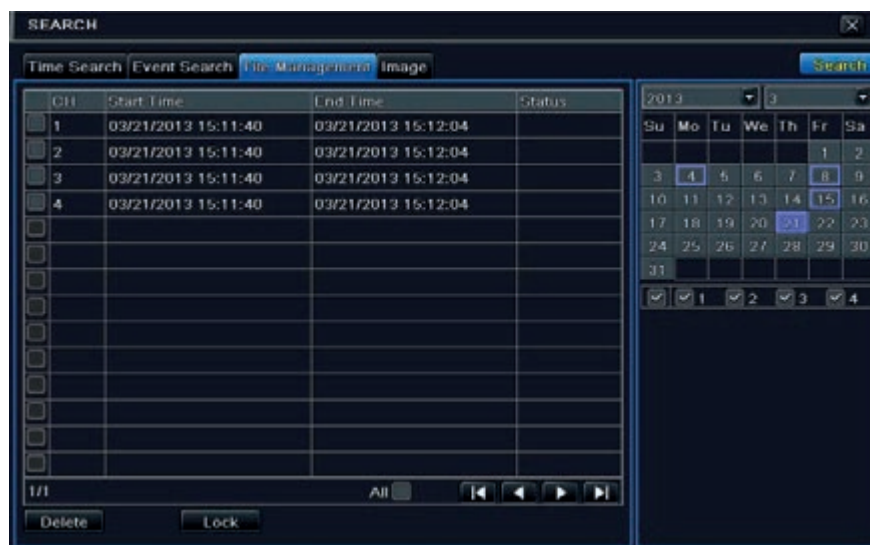 SEARCH
Time Search Event Search File Management Image Search
CH Start Time End Time Status
1 03/21/2013 15:11:40 03/21/2013 15:12:04
2 03/21/2013 15:11:40 03/21/2013 15:12:04
3 03/21/2013 15:11:40 03/21/2013 15:12:04
4 03/21/2013 15:11:40 03/21/2013 15:12:04
1/1 All
Delete Lock
2013 3
Su Mo Tu We Th Fr Sa
1 2
3 4 5 6 7 8 9
10 11 12 13 14 15 16
17 18 19 20 21 22 23
24 25 26 27 28 29 30
31
1 2 3 4